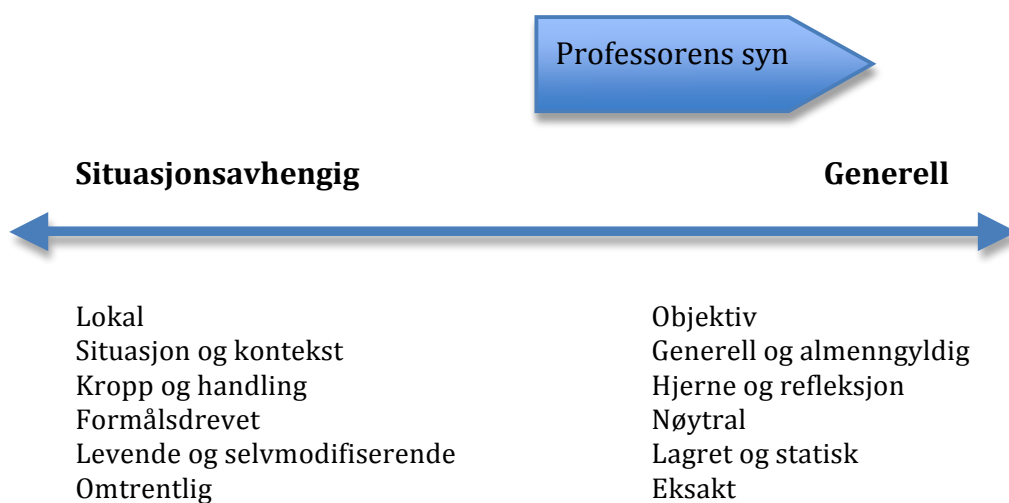 Professorens syn
Situasjonsavhengig
Generell
Lokal
Situasjon og kontekst
Kropp og handling
Formålsdrevet
Levende og selvmodifiserende
Omtrentlig
Objektiv
Generell og almenngyldig
Hjerne og refleksjon
Nøytral
Lagret og statisk
Eksakt